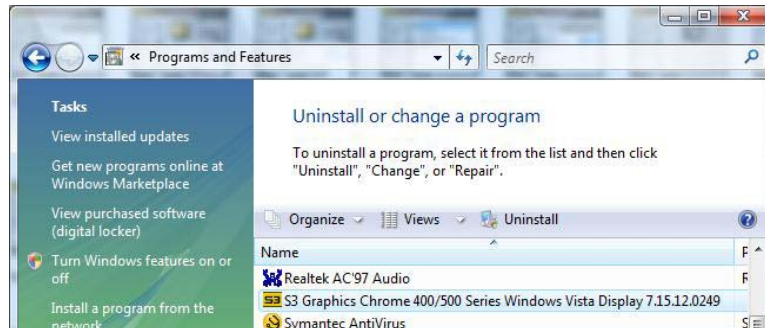 « Programs and Features
Search
Tasks
View installed updates
Get new programs online at
Windows Marketplace
View purchased software
(digital locker)
Turn Windows features on or
off
Install a program from the
network
Uninstall or change a program
To uninstall a program, select it from the list and then click
"Uninstall", "Change", or "Repair".
Organize Views Uninstall
Name P
Realtek AC'97 Audio
S3 S3 Graphics Chrome 400/500 Series Windows Vista Display 7.15.12.0249
Symantec AntiVirus S